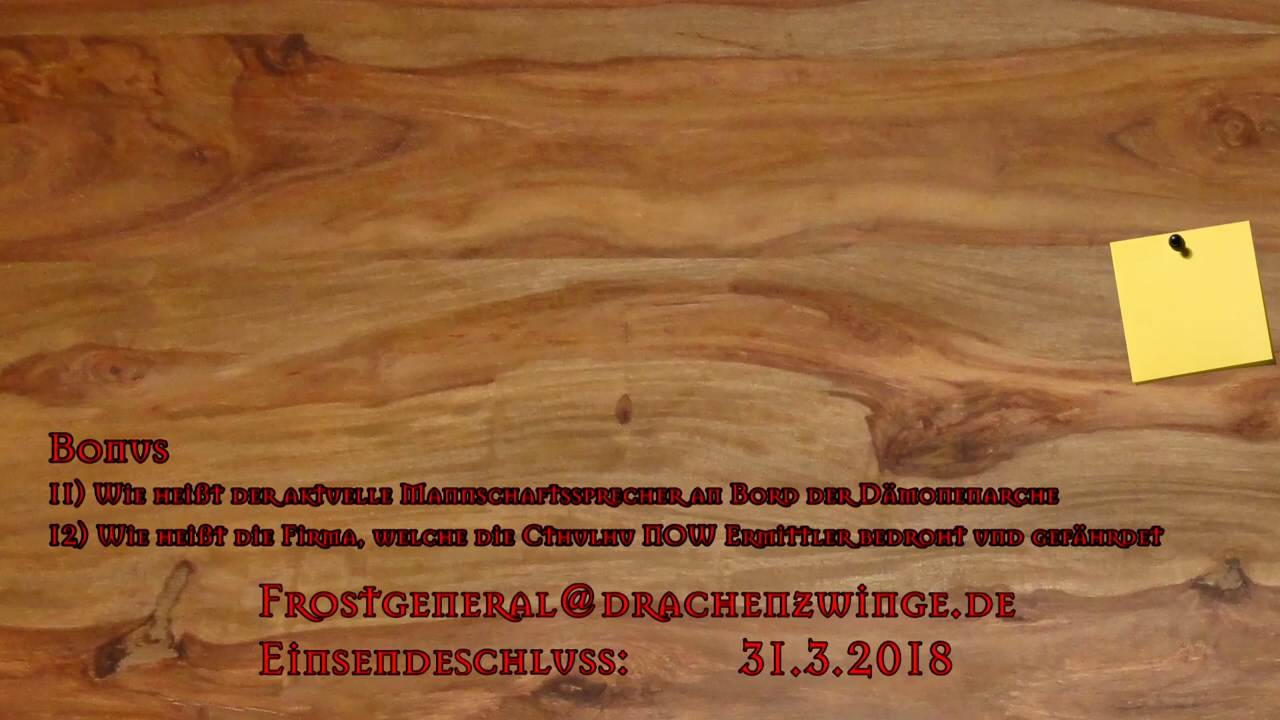 Bonus
11) Wie heißt der aktuelle Mannschaftssprecher an Bord der Dämonenarche
12) Wie heißt die Firma, welche die Cthulhu NOW Ermittler bedroht und gefährdet
Frostgeneral@drachenzwinge.de
Einsendeschluss: 31.3.2018